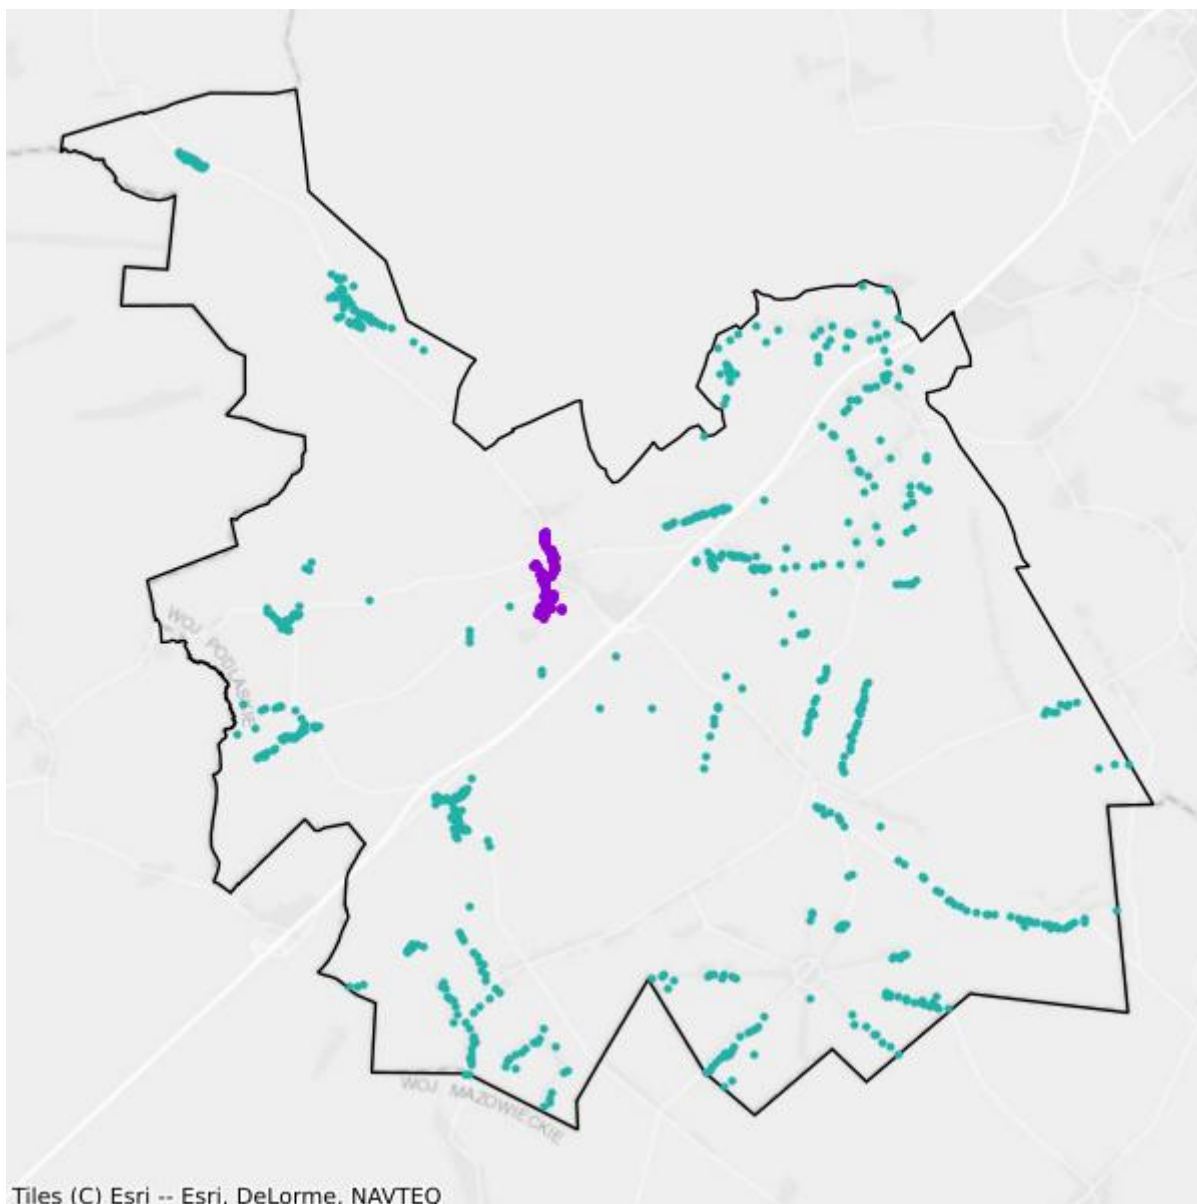 WOJ. PODLASKIE
WOJ. MAZOWIECKIE
Tiles (C) Esri -- Esri, DeLorme, NAVTEQ